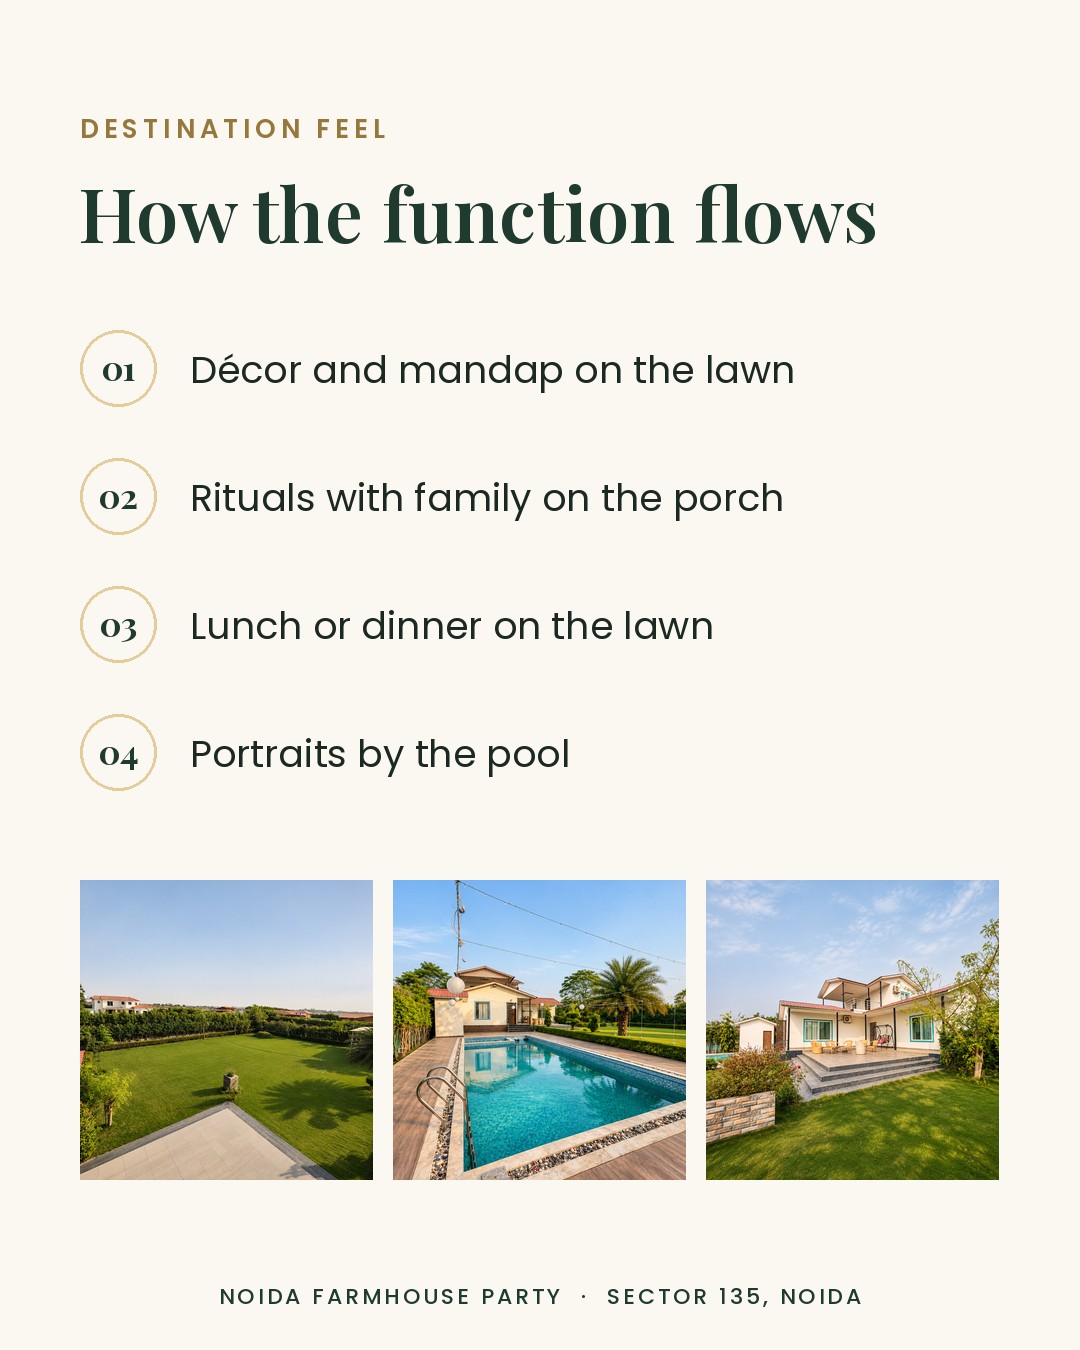 DESTINATION FEEL
How the function flows
01 Décor and mandap on the lawn
02 Rituals with family on the porch
03 Lunch or dinner on the lawn
04 Portraits by the pool
NOIDA FARMHOUSE PARTY · SECTOR 135, NOIDA